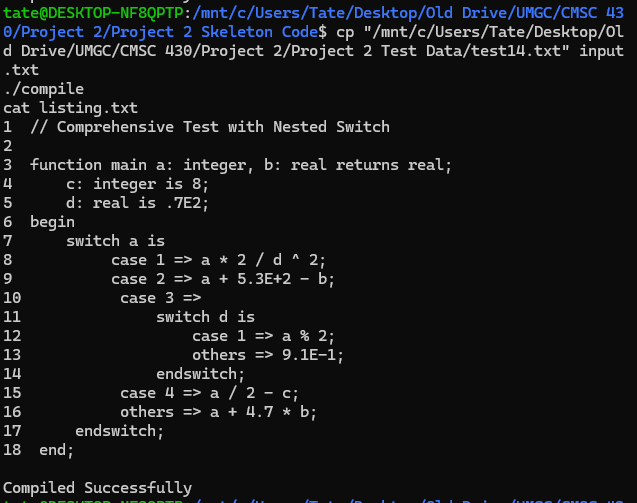 tate@DESKTOP-NF8QPTP:/mnt/c/Users/Tate/Desktop/Old Drive/UMGC/CMSC 43
0/Project 2/Project 2 Skeleton Code$ cp "/mnt/c/Users/Tate/Desktop/Ol
d Drive/UMGC/CMSC 430/Project 2/Project 2 Test Data/test14.txt" input
.txt
./compile
cat listing.txt
1  // Comprehensive Test with Nested Switch
2
3  function main a: integer, b: real returns real;
4      c: integer is 8;
5      d: real is .7E2;
6  begin
7      switch a is
8           case 1 => a * 2 / d ^ 2;
9           case 2 => a + 5.3E+2 - b;
10           case 3 =>
11               switch d is
12                   case 1 => a % 2;
13                   others => 9.1E-1;
14               endswitch;
15           case 4 => a / 2 - c;
16           others => a + 4.7 * b;
17      endswitch;
18  end;

Compiled Successfully